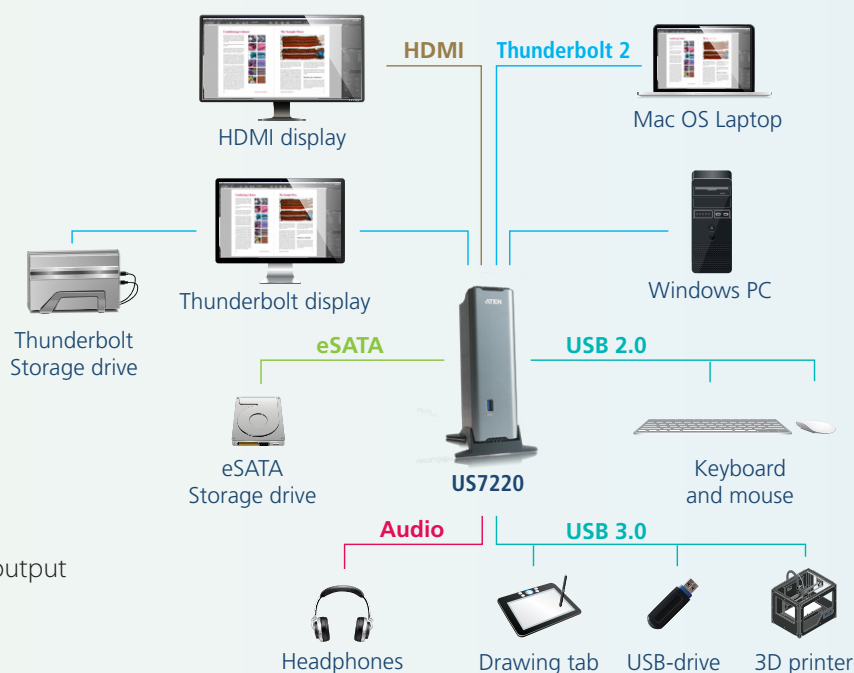 HDMI
Thunderbolt 2
HDMI display
Mac OS Laptop
Thunderbolt display
Windows PC
ATEN
Thunderbolt
Storage drive
eSATA
USB 2.0
eSATA
Storage drive
US7220
Keyboard
and mouse
Audio
USB 3.0
output
Headphones
Drawing tab
USB-drive
3D printer